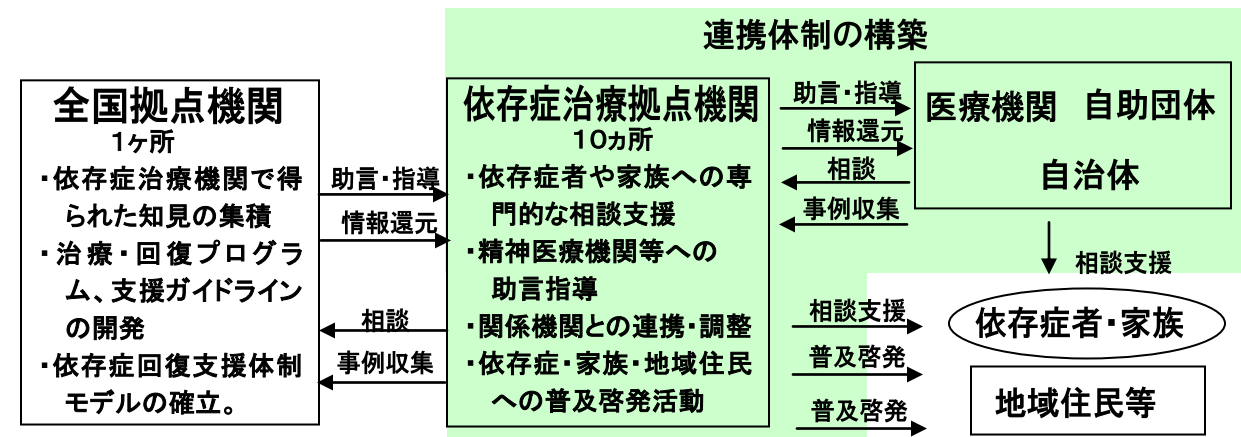 連携体制の構築
全国拠点機関
1ヶ所
・依存症治療機関で得
られた知見の集積
・治療・回復プログラ
ム、支援ガイドライン
の開発
・依存症回復支援体制
モデルの確立。
助言・指導
情報還元
相談
事例収集
依存症治療拠点機関
10ヵ所
・依存症者や家族への専
門的な相談支援
・精神医療機関等への
助言指導
・関係機関との連携・調整
・依存症・家族・地域住民
への普及啓発活動
助言・指導
情報還元
相談
事例収集
医療機関 自助団体
自治体
相談支援
相談支援
普及啓発
普及啓発
依存症者・家族
地域住民等